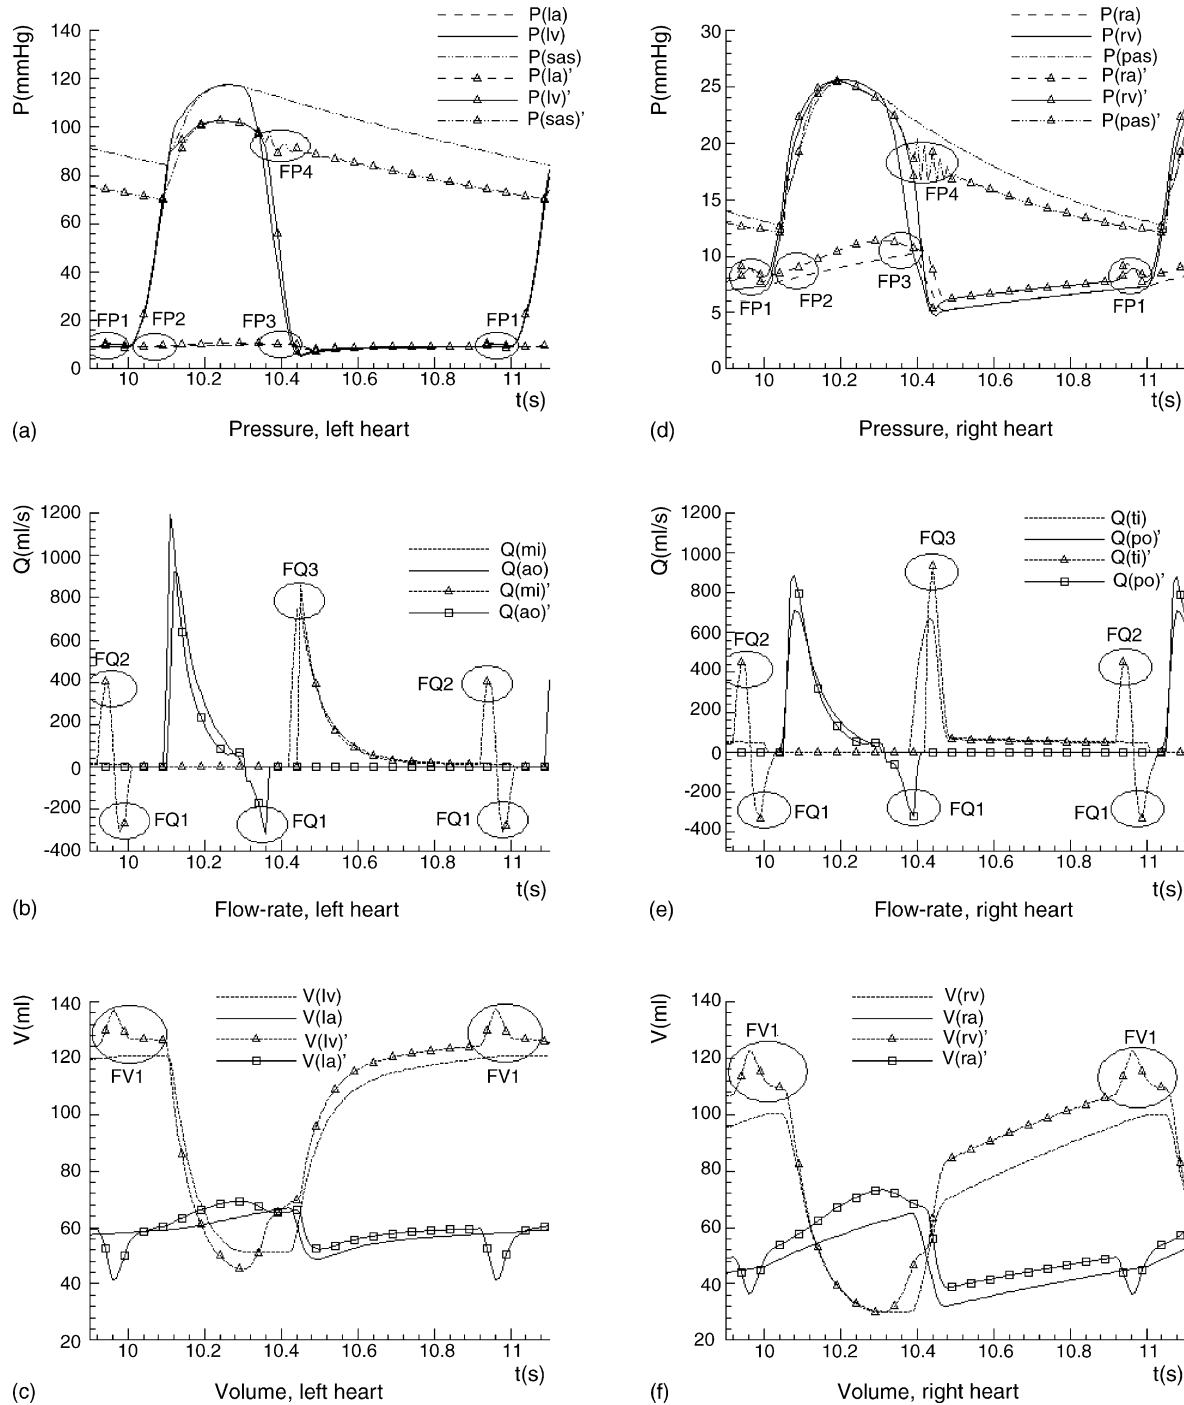 P(mmHg)
140
120
100
80
60
40
20
0
10
10.2
10.4
10.6
10.8
11
t(s)
P(la)
P(lv)
P(sas)
P(la)'
P(lv)'
P(sas)'
FP4
FP1
FP2
FP3
FP1
(a)
Pressure, left heart
P(mmHg)
30
25
20
15
10
5
0
10
10.2
10.4
10.6
10.8
11
t(s)
P(ra)
P(rv)
P(pas)
P(ra)'
P(rv)'
P(pas)'
FP4
FP1
FP2
FP3
FP1
(d)
Pressure, right heart
Q(ml/s)
1200
1000
800
600
400
200
0
-200
-400
10
10.2
10.4
10.6
10.8
11
t(s)
Q(mi)
Q(ao)
Q(mi)'
Q(ao)'
FQ3
FQ2
FQ2
FQ1
FQ1
FQ1
(b)
Flow-rate, left heart
Q(ml/s)
1200
1000
800
600
400
200
0
-200
-400
10
10.2
10.4
10.6
10.8
11
t(s)
Q(ti)
Q(po)'
Q(ti)'
Q(po)'
FQ3
FQ2
FQ2
FQ1
FQ1
FQ1
(e)
Flow-rate, right heart
V(ml)
140
120
100
80
60
40
20
10
10.2
10.4
10.6
10.8
11
t(s)
V(lv)
V(la)
V(lv)'
V(la)'
FV1
FV1
(c)
Volume, left heart
V(ml)
140
120
100
80
60
40
20
10
10.2
10.4
10.6
10.8
11
t(s)
V(rv)
V(ra)
V(rv)'
V(ra)'
FV1
FV1
(f)
Volume, right heart